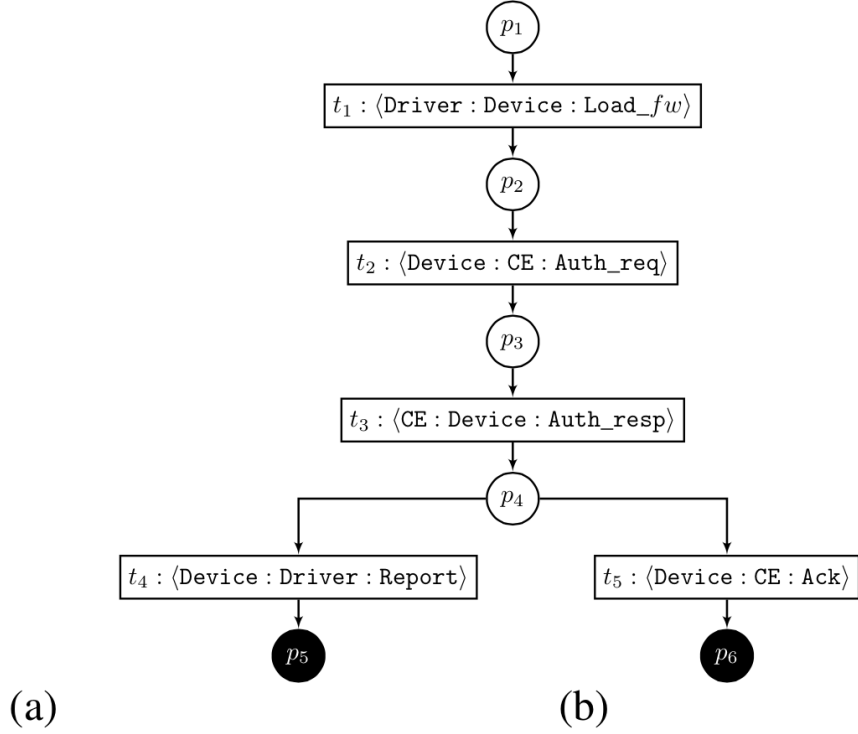 p₁
t₁ : ⟨Driver : Device : Load_fw⟩
p₂
t₂ : ⟨Device : CE : Auth_req⟩
p₃
t₃ : ⟨CE : Device : Auth_resp⟩
p₄
t₄ : ⟨Device : Driver : Report⟩ t₅ : ⟨Device : CE : Ack⟩
p₅ p₆
(a) (b)